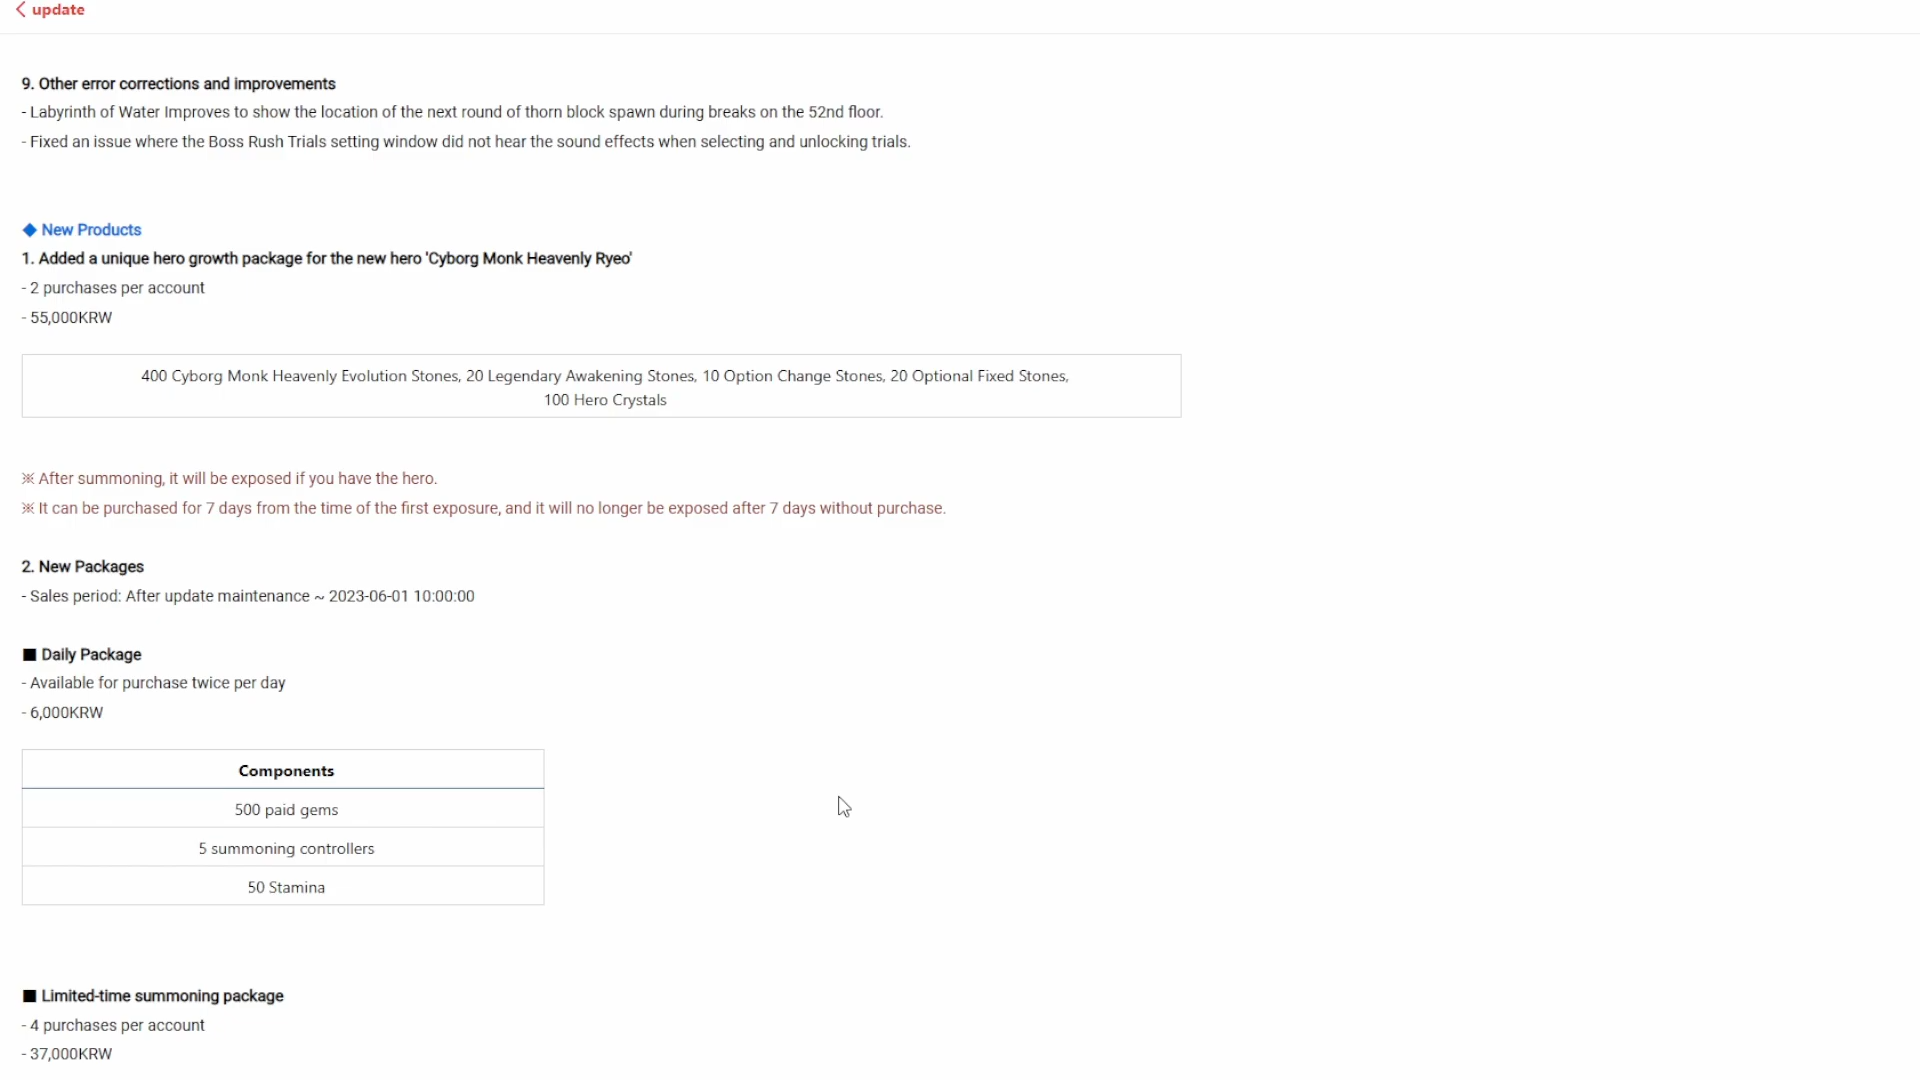 update
9. Other error corrections and improvements
- Labyrinth of Water Improves to show the location of the next round of thorn block spawn during breaks on the 52nd floor.
- Fixed an issue where the Boss Rush Trials setting window did not hear the sound effects when selecting and unlocking trials.
◆ New Products
1. Added a unique hero growth package for the new hero 'Cyborg Monk Heavenly Ryeo'
- 2 purchases per account
- 55,000KRW
400 Cyborg Monk Heavenly Evolution Stones, 20 Legendary Awakening Stones, 10 Option Change Stones, 20 Optional Fixed Stones,
100 Hero Crystals
※ After summoning, it will be exposed if you have the hero.
※ It can be purchased for 7 days from the time of the first exposure, and it will no longer be exposed after 7 days without purchase.
2. New Packages
- Sales period: After update maintenance ~ 2023-06-01 10:00:00
■ Daily Package
- Available for purchase twice per day
- 6,000KRW
Components
500 paid gems
5 summoning controllers
50 Stamina
■ Limited-time summoning package
- 4 purchases per account
- 37,000KRW